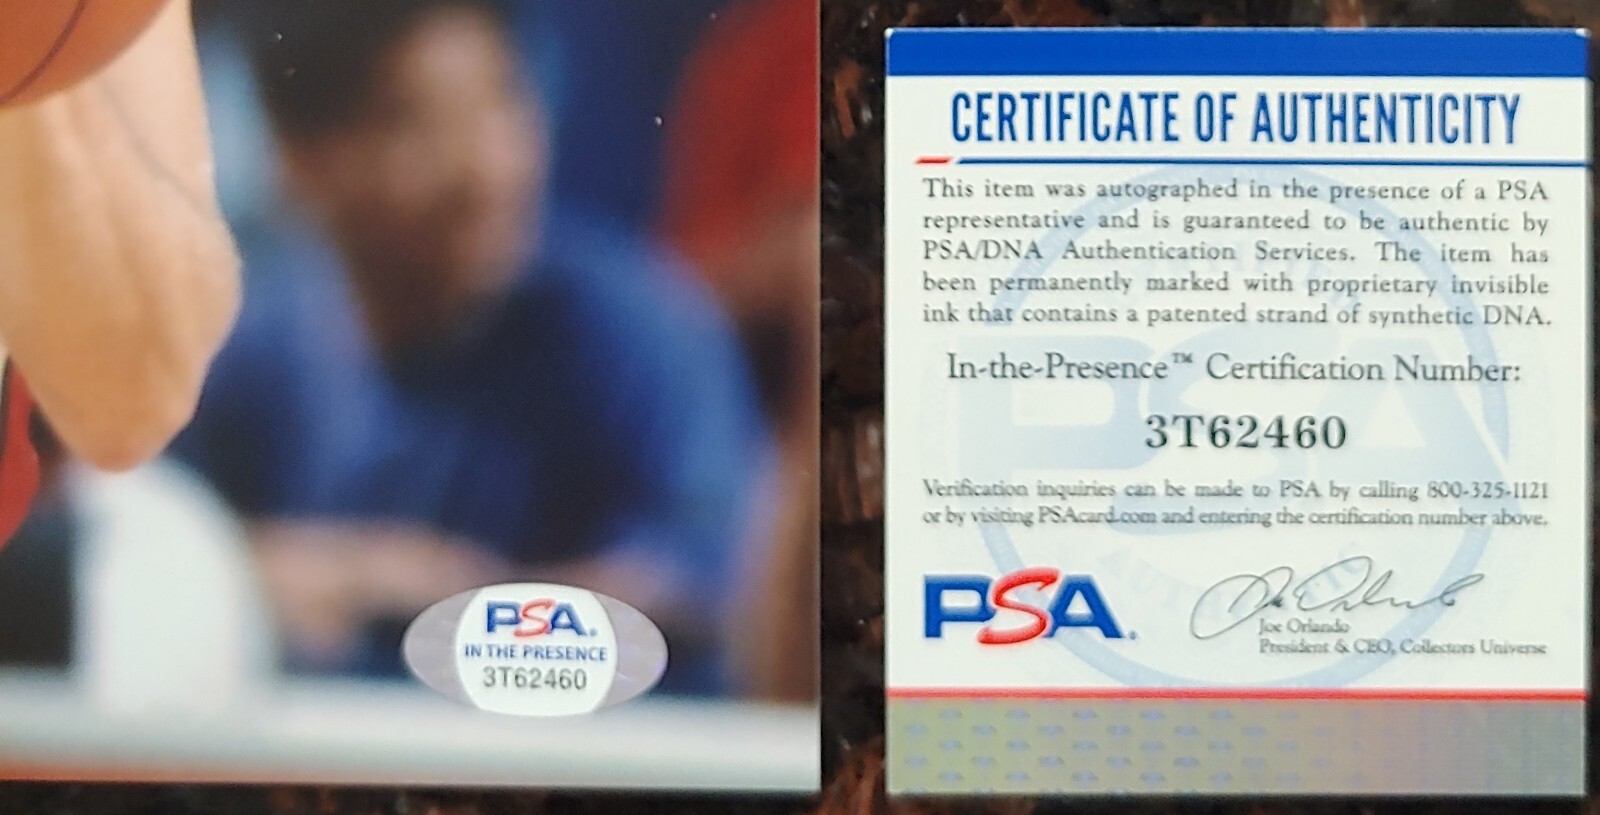 PSA.
IN THE PRESENCE
3T62460
CERTIFICATE OF AUTHENTICITY
This item was autographed in the presence of a PSA
representative and is guaranteed to be authentic by
PSA/DNA Authentication Services. The item has
been permanently marked with proprietary invisible
ink that contains a patented strand of synthetic DNA.
In-the-Presence™ Certification Number:
3T62460
Verification inquiries can be made to PSA by calling 800-325-1121
or by visiting PSAcard.com and entering the certification number above.
PSA.
Joe Orlando
Joe Orlando
President & CEO, Collectors Universe